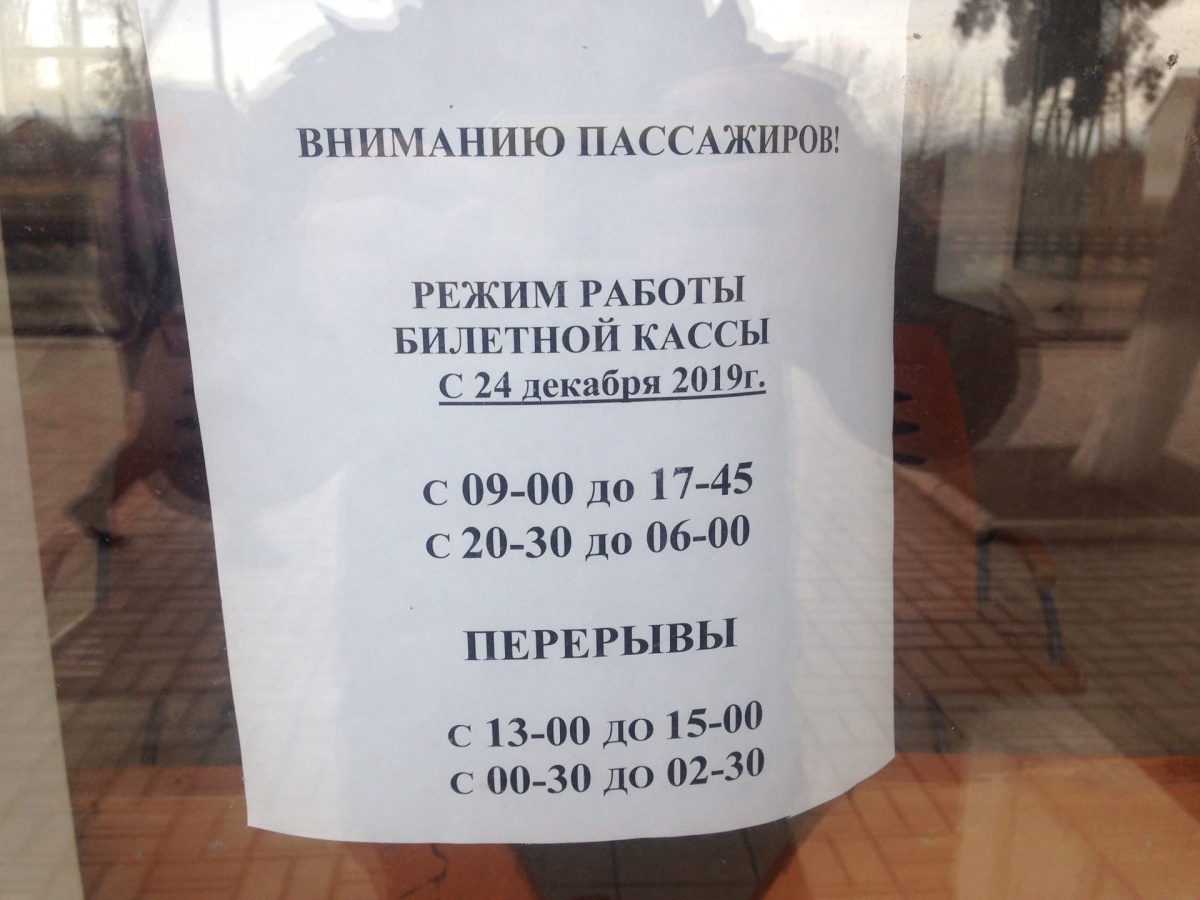 ВНИМАНИЮ ПАССАЖИРОВ!
РЕЖИМ РАБОТЫ
БИЛЕТНОЙ КАССЫ
С 24 декабря 2019г.
С 09-00 до 17-45
С 20-30 до 06-00
ПЕРЕРЫВЫ
С 13-00 ДО 15-00
С 00-30 ДО 02-30